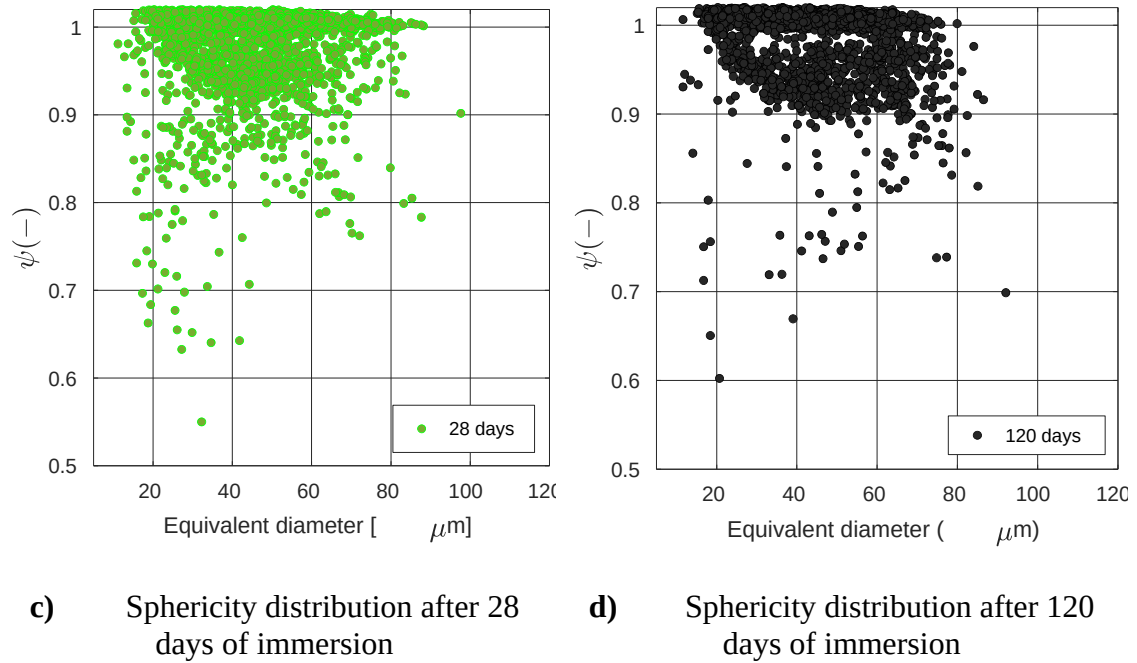 1
0.9
0.8
0.7
0.6
0.5
ψ(−)
20
40
60
80
100
120
28 days
Equivalent diameter [ μm]
1
0.9
0.8
0.7
0.6
0.5
ψ(−)
20
40
60
80
100
120
120 days
Equivalent diameter ( μm)
c) Sphericity distribution after 28
days of immersion
d) Sphericity distribution after 120
days of immersion